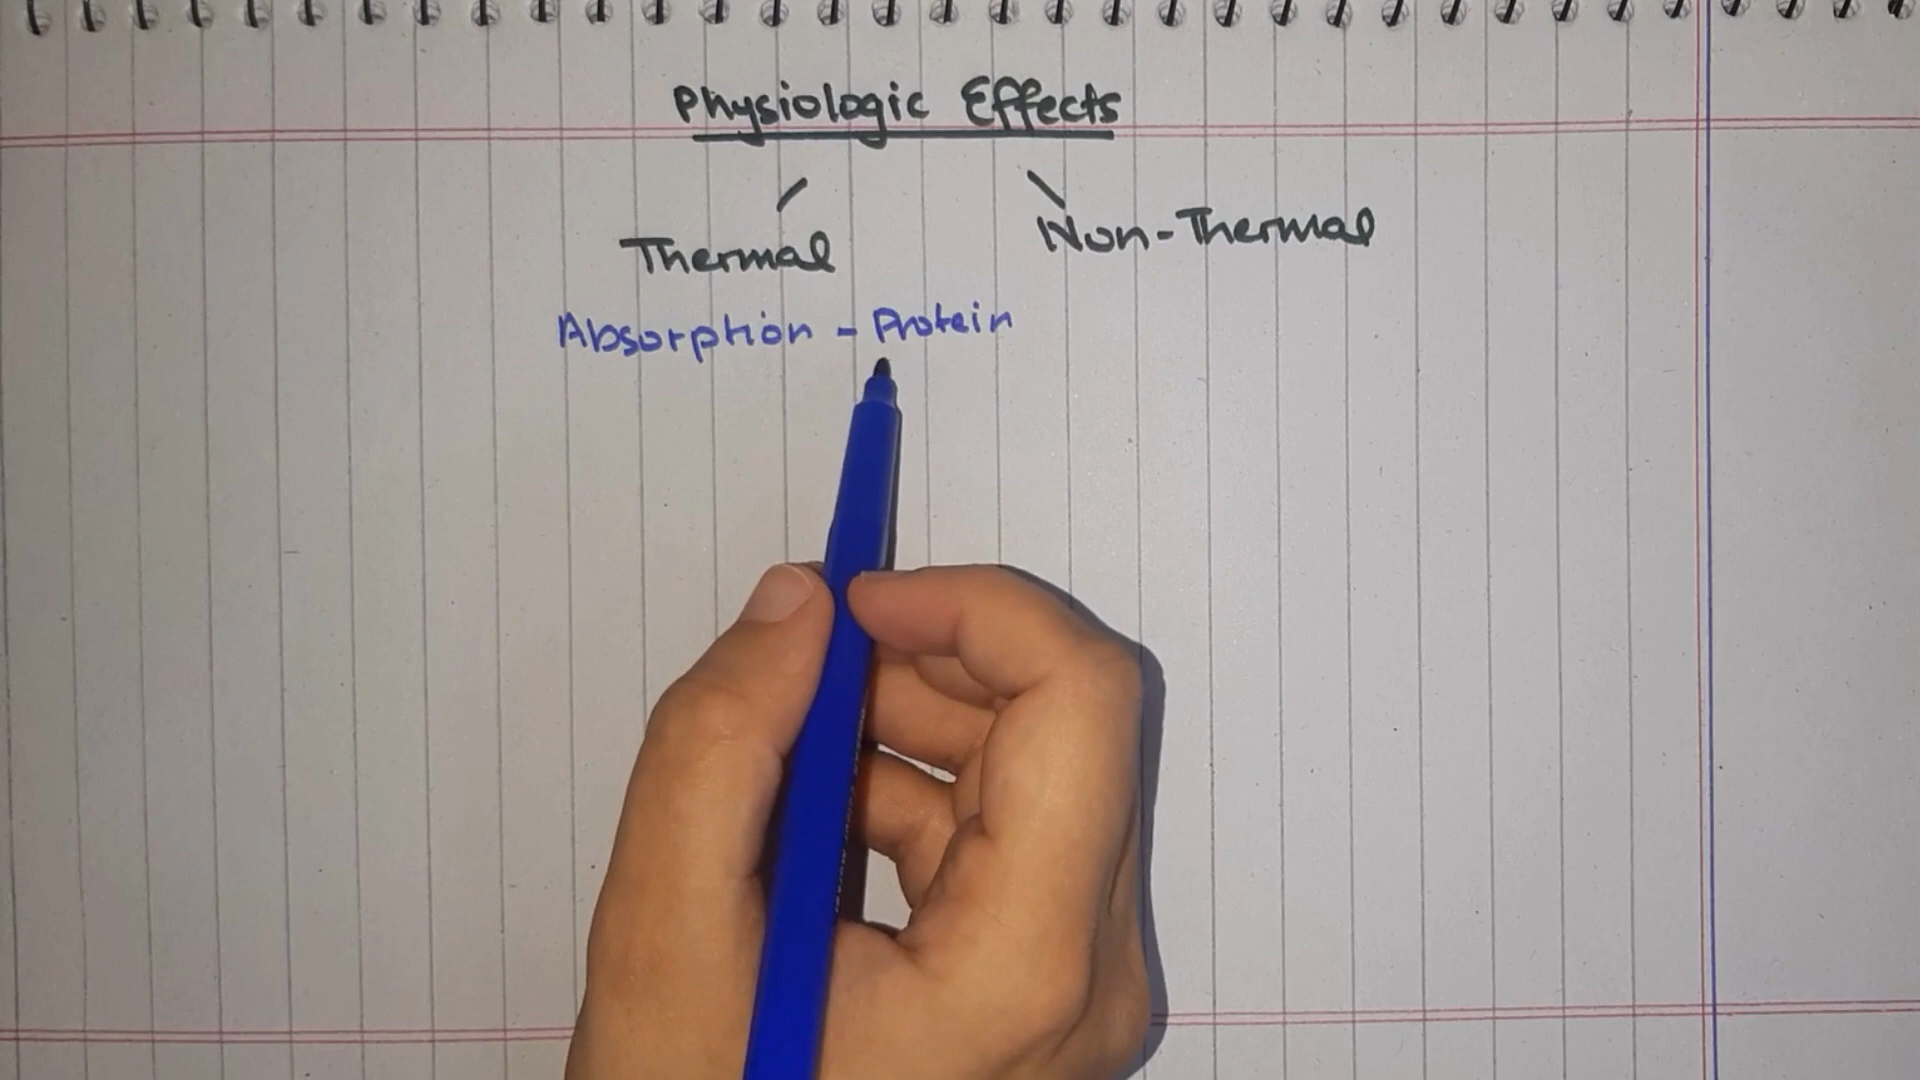 Physiologic Effects
Thermal
Non-Thermal
Absorption - Protein